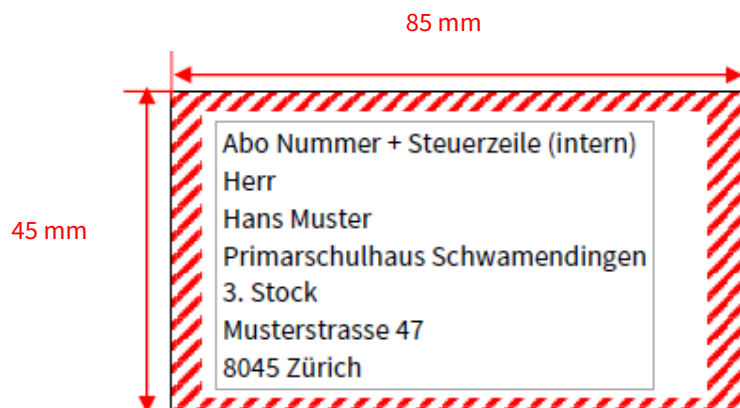 85 mm
45 mm
Abo Nummer + Steuerzeile (intern)
Herr
Hans Muster
Primarschulhaus Schwamendingen
3. Stock
Musterstrasse 47
8045 Zürich